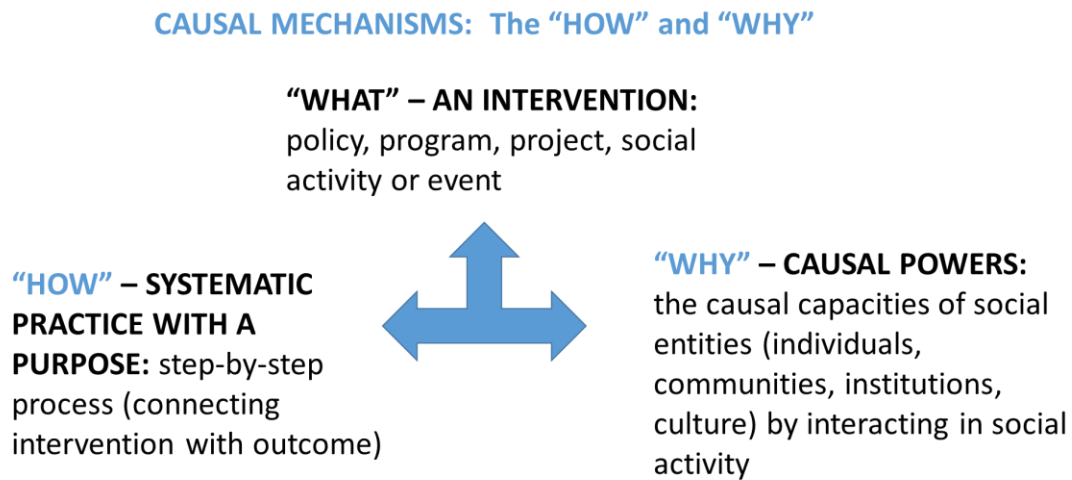 CAUSAL MECHANISMS: The “HOW” and “WHY”
“WHAT” – AN INTERVENTION:
policy, program, project, social
activity or event
“HOW” – SYSTEMATIC
PRACTICE WITH A
PURPOSE: step-by-step
process (connecting
intervention with outcome)
“WHY” – CAUSAL POWERS:
the causal capacities of social
entities (individuals,
communities, institutions,
culture) by interacting in social
activity